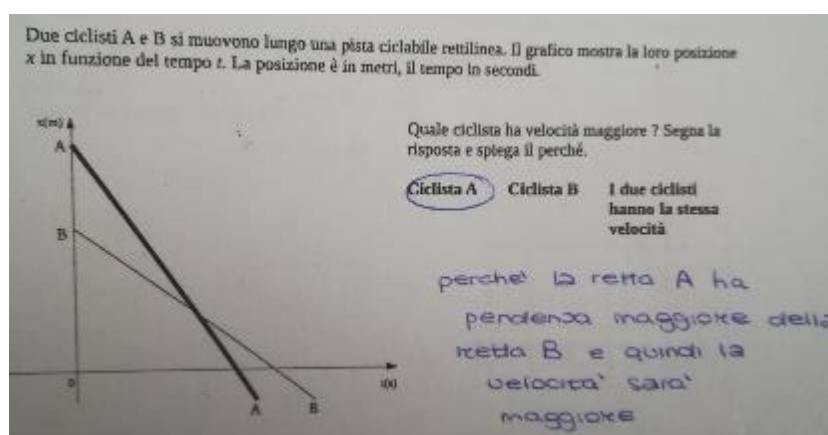 Due ciclisti A e B si muovono lungo una pista ciclabile rettilinea. Il grafico mostra la loro posizione
x in funzione del tempo t. La posizione è in metri, il tempo in secondi.
x(m)
A
B
0
t(s)
A
B
Quale ciclista ha velocità maggiore ? Segna la
risposta e spiega il perché.
Ciclista A Ciclista B I due ciclisti
hanno la stessa
velocità
perche' la retta A ha
pendenza maggiore della
retta B e quindi la
velocita' sara'
maggiore